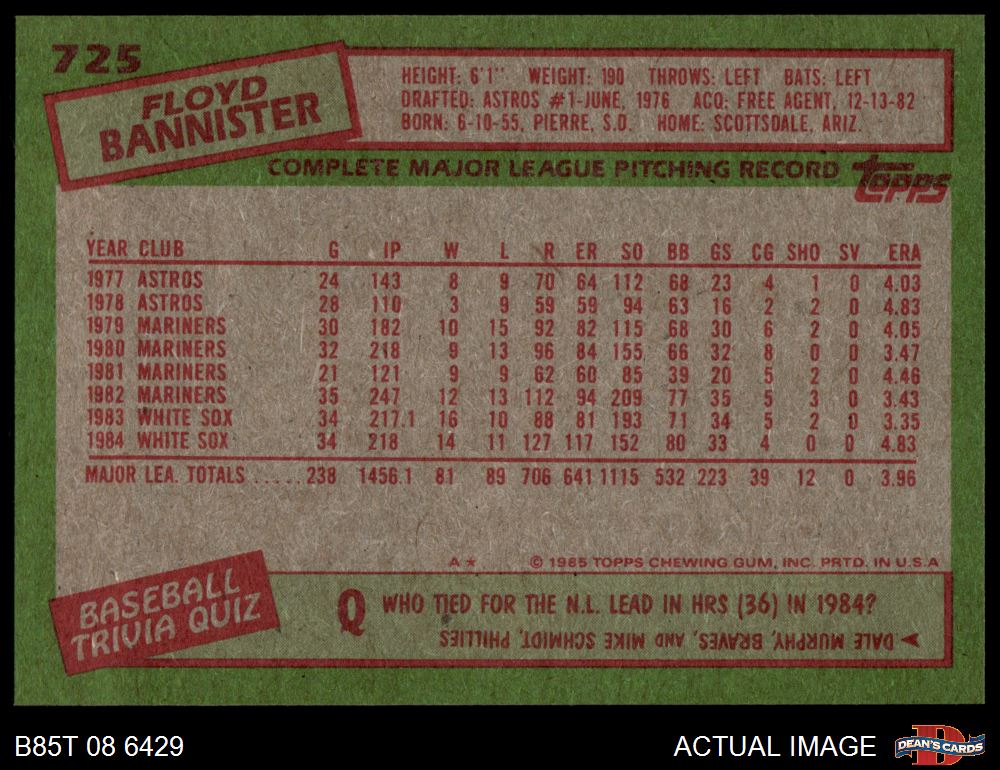 725
FLOYD
BANNISTER
HEIGHT: 6'1" WEIGHT: 190 THROWS: LEFT BATS: LEFT
DRAFTED: ASTROS #1-JUNE, 1976 ACQ: FREE AGENT, 12-13-82
BORN: 6-10-55, PIERRE, S.D. HOME: SCOTTSDALE, ARIZ.
COMPLETE MAJOR LEAGUE PITCHING RECORD
topps
YEAR CLUB G IP W L R ER SO BB GS CG SHO SV ERA
1977 ASTROS 24 143 8 9 70 64 112 68 23 4 1 0 4.03
1978 ASTROS 28 110 3 9 59 59 94 63 16 2 2 0 4.83
1979 MARINERS 30 182 10 15 92 82 115 68 30 6 2 0 4.05
1980 MARINERS 32 218 9 13 96 84 155 66 32 8 0 0 3.47
1981 MARINERS 21 121 9 9 62 60 85 39 20 5 2 0 4.46
1982 MARINERS 35 247 12 13 112 94 209 77 35 5 3 0 3.43
1983 WHITE SOX 34 217.1 16 10 88 81 193 71 34 5 2 0 3.35
1984 WHITE SOX 34 218 14 11 127 117 152 80 33 4 0 0 4.83
MAJOR LEA. TOTALS ..... 238 1456.1 81 89 706 641 1115 532 223 39 12 0 3.96
A* © 1985 TOPPS CHEWING GUM, INC. PRTD. IN U.S.A
BASEBALL
TRIVIA QUIZ
Q WHO TIED FOR THE N.L. LEAD IN HRS (36) IN 1984?
DALE MURPHY, BRAVES, AND MIKE SCHMIDT, PHILLIES
B85T 08 6429
ACTUAL IMAGE
D
DEAN'S CARDS